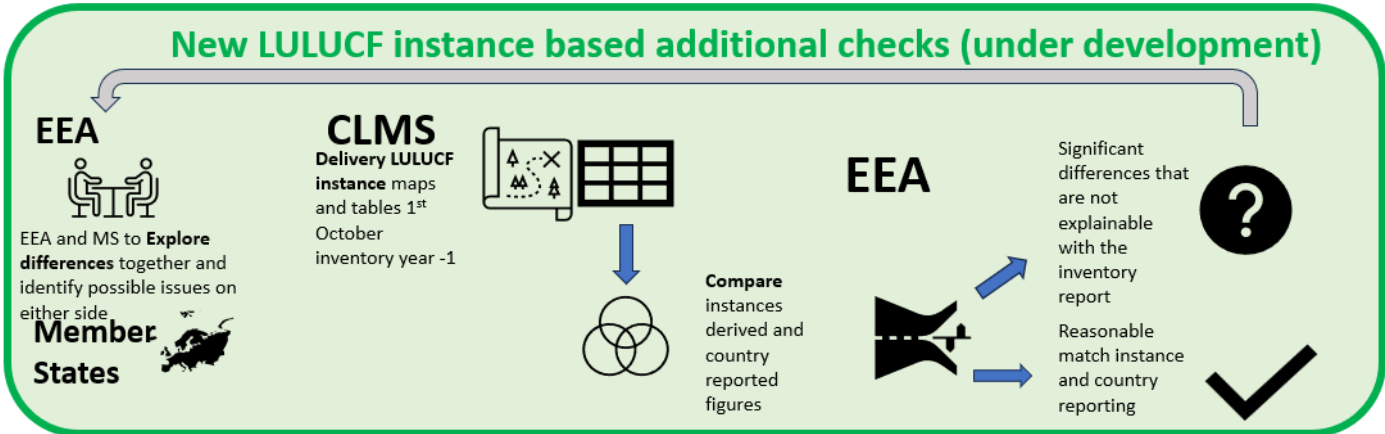 New LULUCF instance based additional checks (under development)
EEA
EEA and MS to Explore
differences together and
identify possible issues on
either side
Member
States
CLMS
Delivery LULUCF
instance maps
and tables 1st
October
inventory year -1
Compare
instances
derived and
country
reported
figures
EEA
Significant
differences that
are not
explainable
with the
inventory
report
?
Reasonable
match instance
and country
reporting